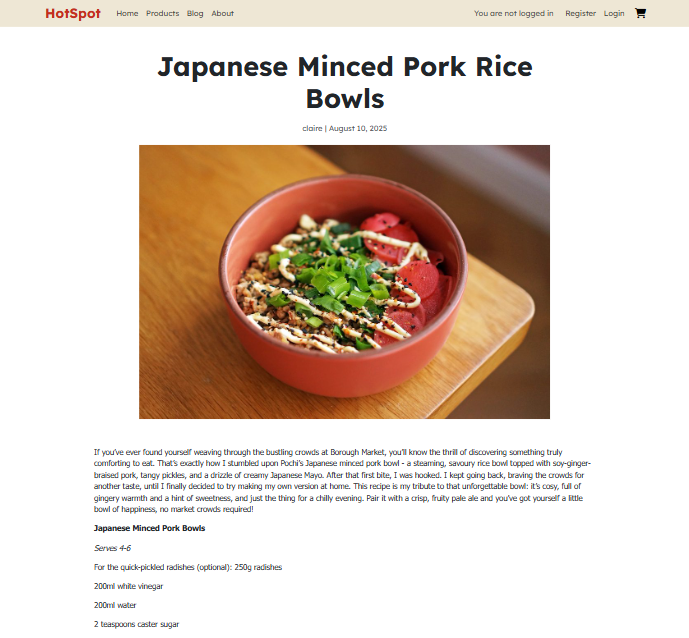 HotSpot Home Products Blog About You are not logged in Register Login
Japanese Minced Pork Rice
Bowls
claire | August 10, 2025
If you've ever found yourself weaving through the bustling crowds at Borough Market, you'll know the thrill of discovering something truly
comforting to eat. That's exactly how I stumbled upon Pochi's Japanese minced pork bowl - a steaming, savoury rice bowl topped with soy-ginger-
braised pork, tangy pickles, and a drizzle of creamy Japanese Mayo. After that first bite, I was hooked. I kept going back, braving the crowds for
another taste, until I finally decided to try making my own version at home. This recipe is my tribute to that unforgettable bowl: it's cosy, full of
gingery warmth and a hint of sweetness, and just the thing for a chilly evening. Pair it with a crisp, fruity pale ale and you've got yourself a little
bowl of happiness, no market crowds required!
Japanese Minced Pork Bowls
Serves 4-6
For the quick-pickled radishes (optional): 250g radishes
200ml white vinegar
200ml water
2 teaspoons caster sugar